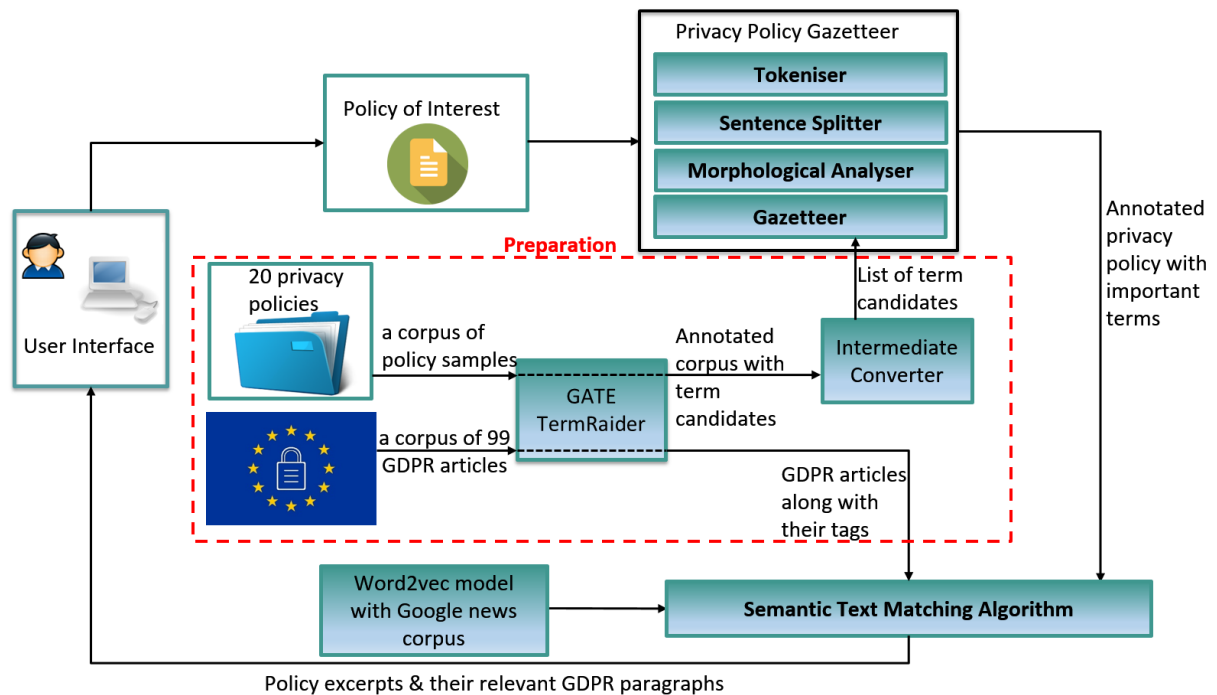 Privacy Policy Gazetteer
Tokeniser
Sentence Splitter
Morphological Analyser
Gazetteer
Policy of Interest
User Interface
Annotated
privacy
policy with
important
terms
Preparation
20 privacy
policies
a corpus of
policy samples
a corpus of 99
GDPR articles
GATE
TermRaider
Annotated
corpus with
term
candidates
List of term
candidates
Intermediate
Converter
GDPR articles
along with
their tags
Word2vec model
with Google news
corpus
Semantic Text Matching Algorithm
Policy excerpts & their relevant GDPR paragraphs